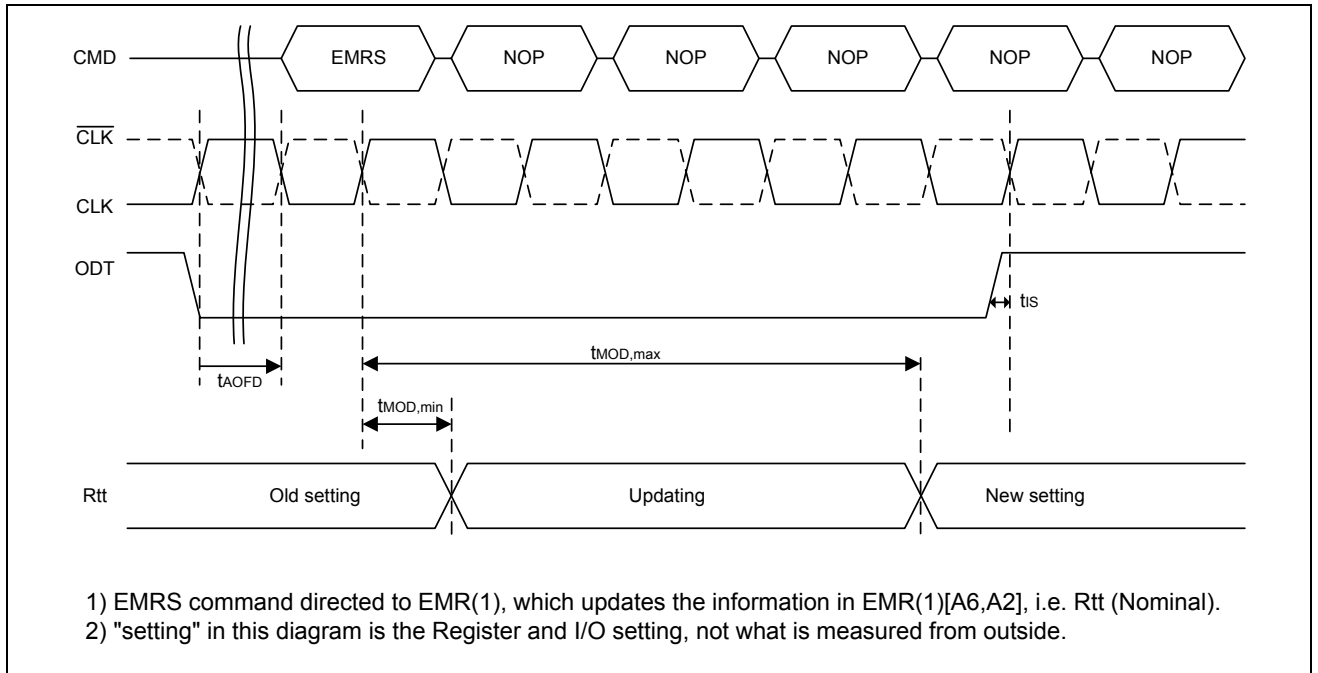 CMD EMRS NOP NOP NOP NOP NOP
CLK
CLK
ODT
tIS
tMOD,max
tAOFD
tMOD,min
Rtt Old setting Updating New setting
1) EMRS command directed to EMR(1), which updates the information in EMR(1)[A6,A2], i.e. Rtt (Nominal).
2) "setting" in this diagram is the Register and I/O setting, not what is measured from outside.